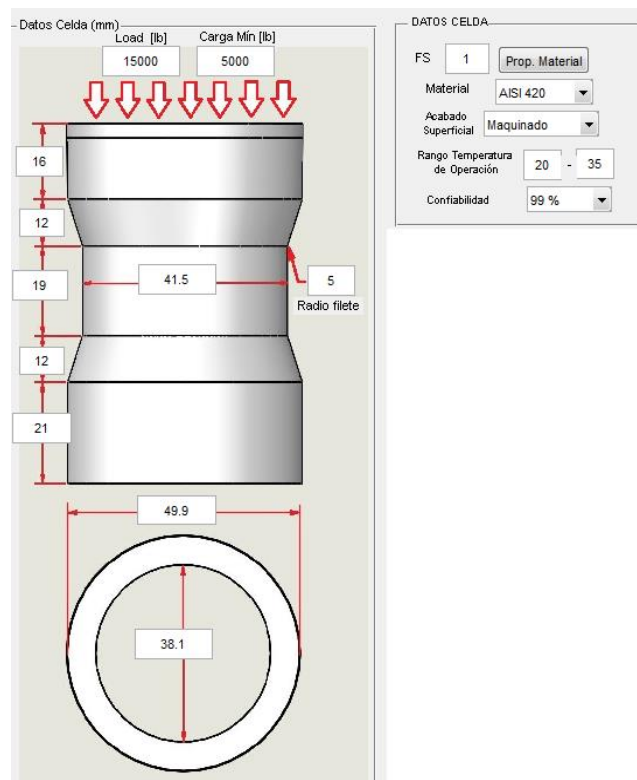 Datos Celda (mm)
Load [lb]
Carga Mín [lb]
15000
5000
16
12
19
41.5
5
Radio filete
12
21
49.9
38.1
DATOS CELDA
FS
1
Prop. Material
Material
AISI 420
Acabado
Superficial
Maquinado
Rango Temperatura
de Operación
20 - 35
Confiabilidad
99 %